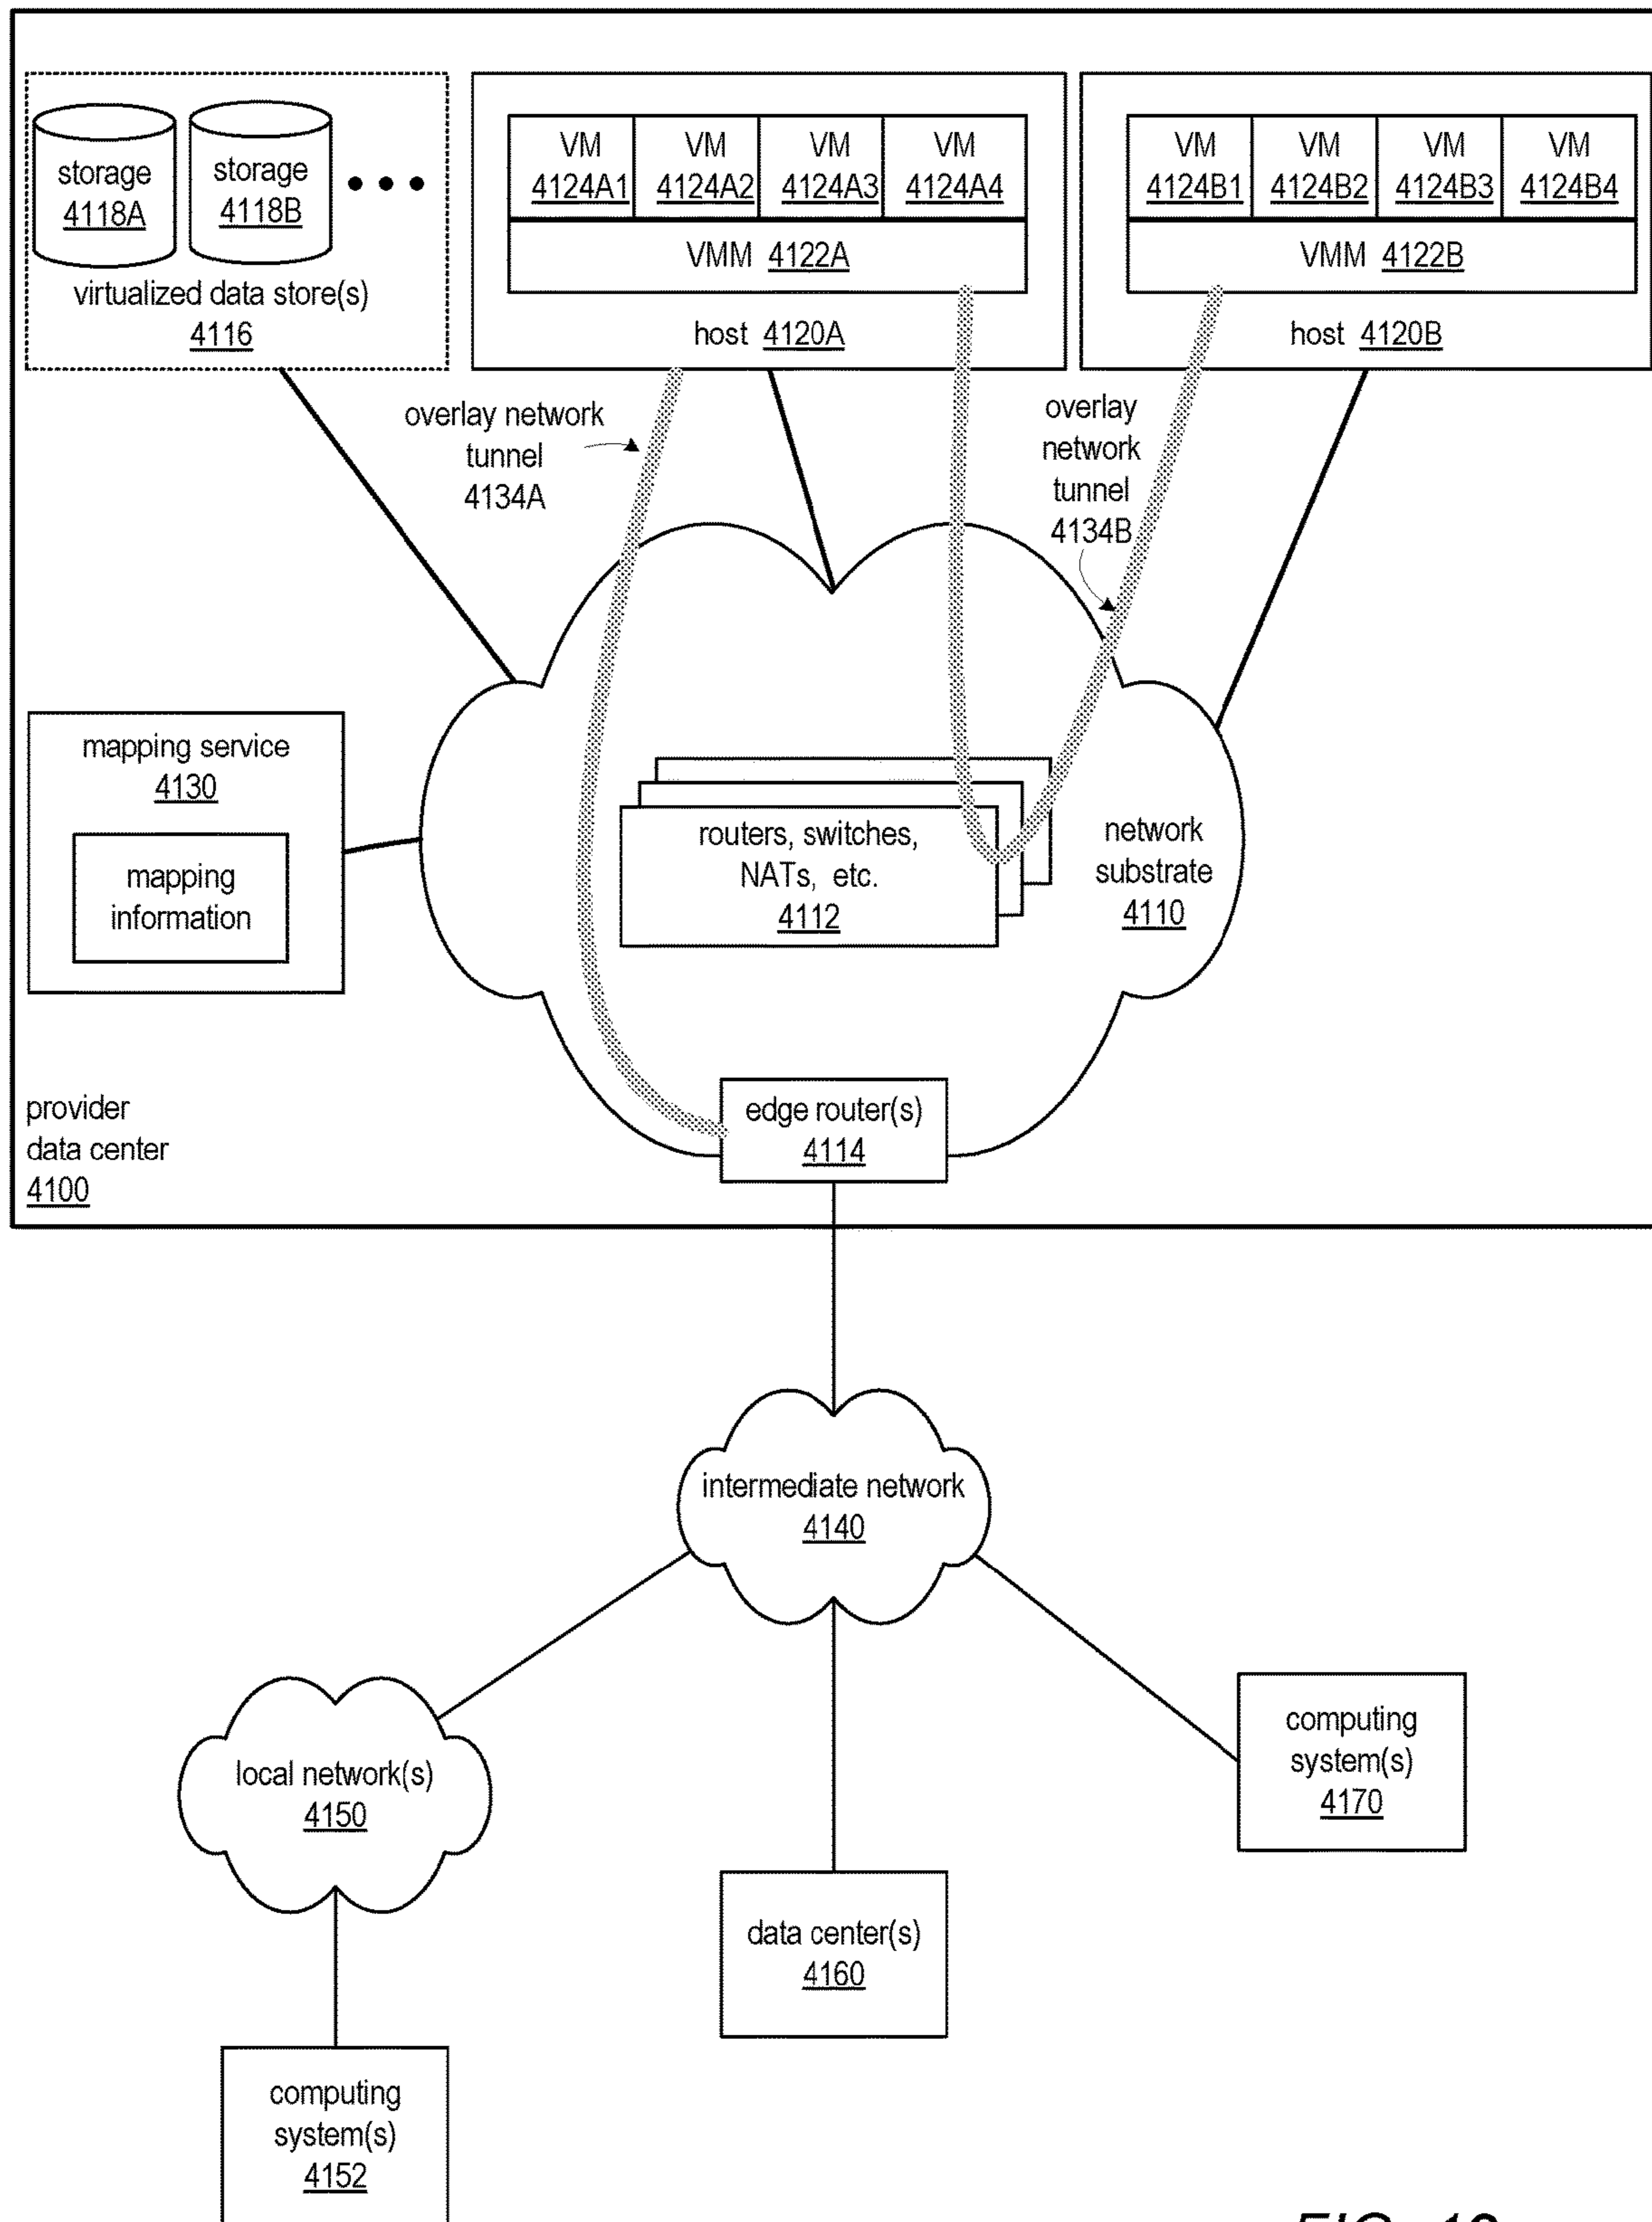 storage
4118A
storage
4118B
virtualized data store(s)
4116
VM
4124A1
VM
4124A2
VM
4124A3
VM
4124A4
VMM 4122A
host 4120A
VM
4124B1
VM
4124B2
VM
4124B3
VM
4124B4
VMM 4122B
host 4120B
overlay network
tunnel
4134A
overlay
network
tunnel
4134B
mapping service
4130
mapping
information
routers, switches,
NATs, etc.
4112
network
substrate
4110
edge router(s)
4114
provider
data center
4100
intermediate network
4140
local network(s)
4150
computing
system(s)
4170
data center(s)
4160
computing
system(s)
4152